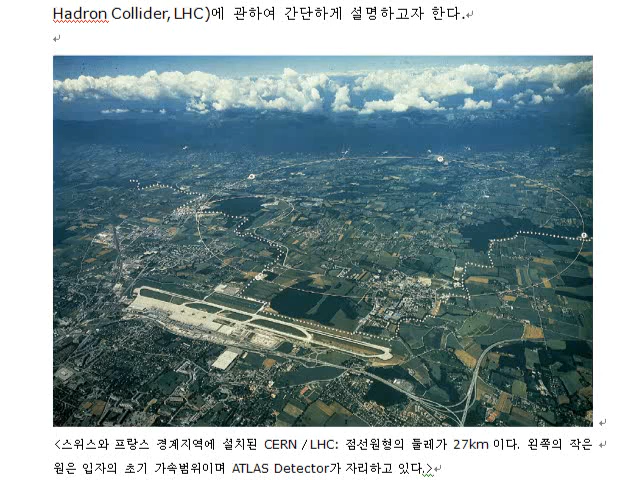 Hadron Collider, LHC)에 관하여 간단하게 설명하고자 한다.
<스위스와 프랑스 경계지역에 설치된 CERN / LHC: 점선원형의 둘레가 27km 이다. 왼쪽의 작은
원은 입자의 초기 가속범위이며 ATLAS Detector가 자리하고 있다.>